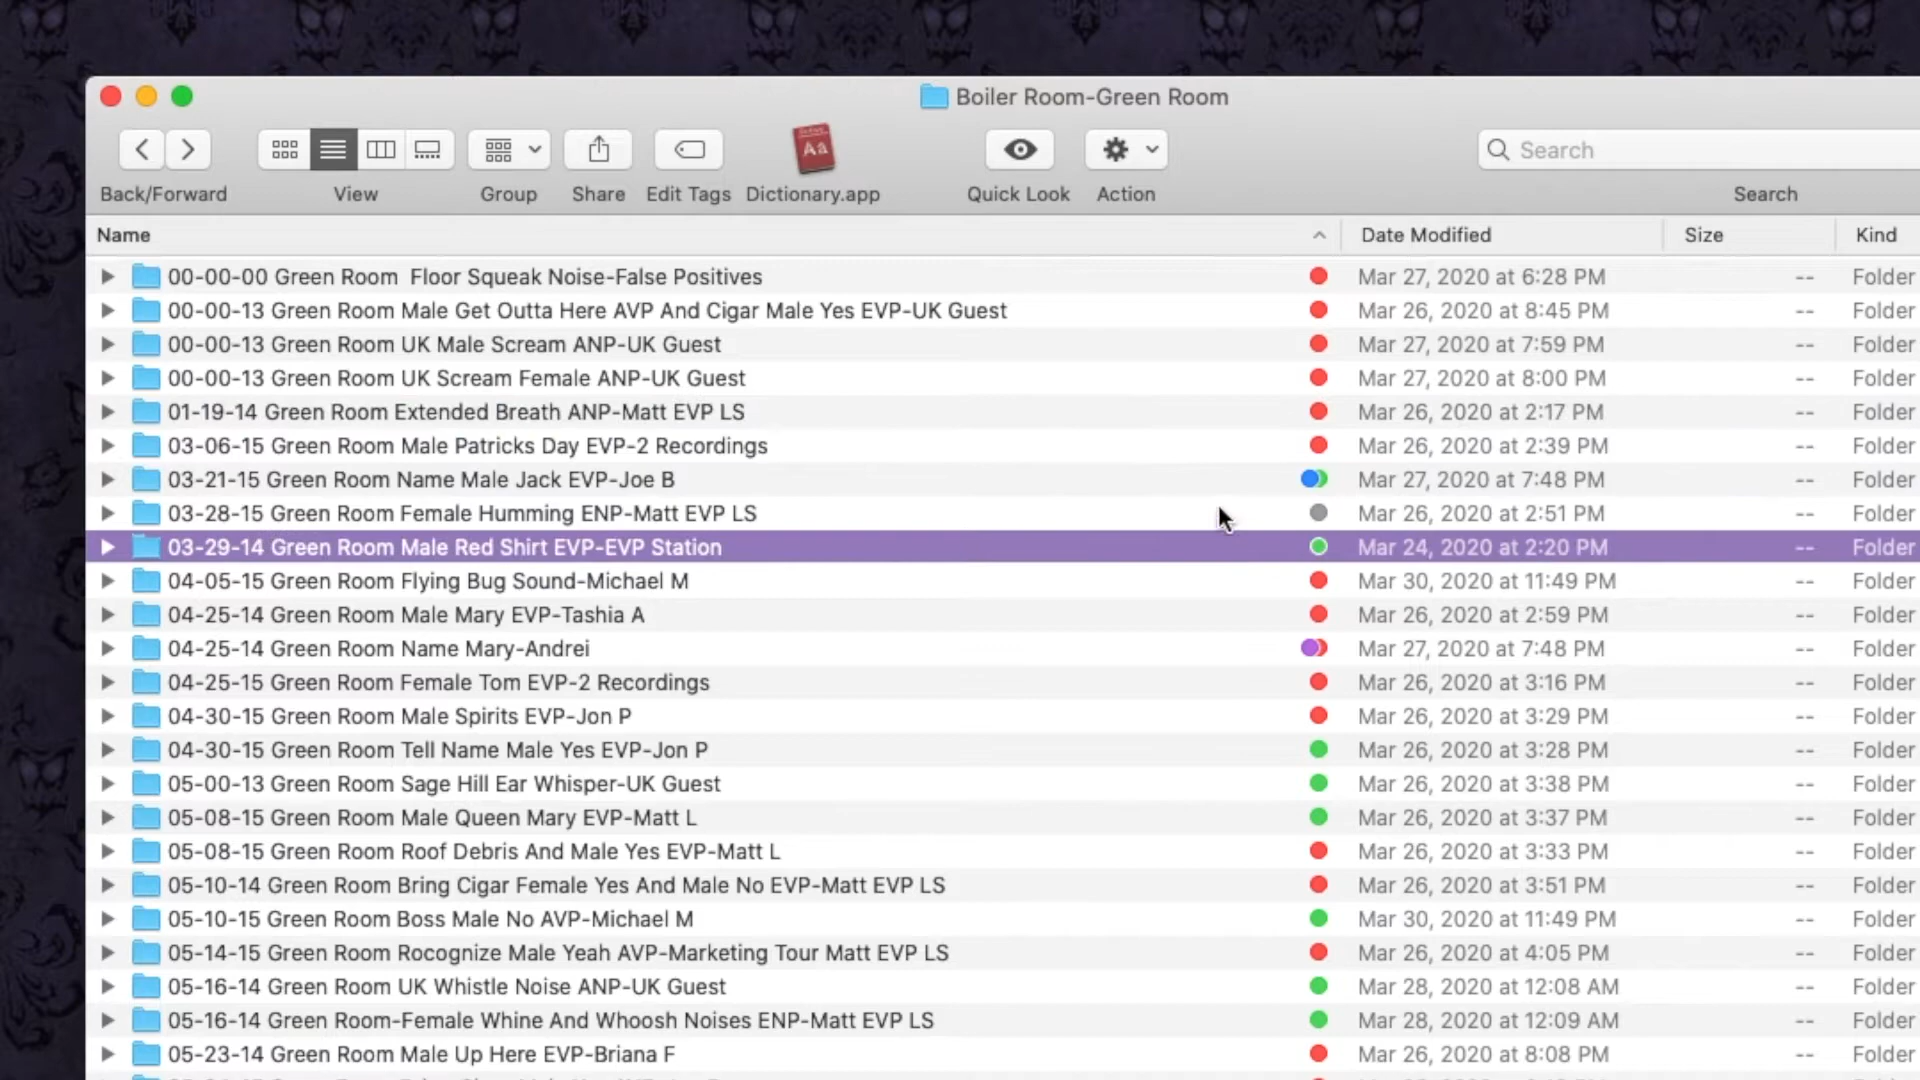 Boiler Room-Green Room
Aa
Search
Back/Forward View Group Share Edit Tags Dictionary.app Quick Look Action Search
Name Date Modified Size Kind
00-00-00 Green Room  Floor Squeak Noise-False Positives Mar 27, 2020 at 6:28 PM -- Folder
00-00-13 Green Room Male Get Outta Here AVP And Cigar Male Yes EVP-UK Guest Mar 26, 2020 at 8:45 PM -- Folder
00-00-13 Green Room UK Male Scream ANP-UK Guest Mar 27, 2020 at 7:59 PM -- Folder
00-00-13 Green Room UK Scream Female ANP-UK Guest Mar 27, 2020 at 8:00 PM -- Folder
01-19-14 Green Room Extended Breath ANP-Matt EVP LS Mar 26, 2020 at 2:17 PM -- Folder
03-06-15 Green Room Male Patricks Day EVP-2 Recordings Mar 26, 2020 at 2:39 PM -- Folder
03-21-15 Green Room Name Male Jack EVP-Joe B Mar 27, 2020 at 7:48 PM -- Folder
03-28-15 Green Room Female Humming ENP-Matt EVP LS Mar 26, 2020 at 2:51 PM -- Folder
03-29-14 Green Room Male Red Shirt EVP-EVP Station Mar 24, 2020 at 2:20 PM -- Folder
04-05-15 Green Room Flying Bug Sound-Michael M Mar 30, 2020 at 11:49 PM -- Folder
04-25-14 Green Room Male Mary EVP-Tashia A Mar 26, 2020 at 2:59 PM -- Folder
04-25-14 Green Room Name Mary-Andrei Mar 27, 2020 at 7:48 PM -- Folder
04-25-15 Green Room Female Tom EVP-2 Recordings Mar 26, 2020 at 3:16 PM -- Folder
04-30-15 Green Room Male Spirits EVP-Jon P Mar 26, 2020 at 3:29 PM -- Folder
04-30-15 Green Room Tell Name Male Yes EVP-Jon P Mar 26, 2020 at 3:28 PM -- Folder
05-00-13 Green Room Sage Hill Ear Whisper-UK Guest Mar 26, 2020 at 3:38 PM -- Folder
05-08-15 Green Room Male Queen Mary EVP-Matt L Mar 26, 2020 at 3:37 PM -- Folder
05-08-15 Green Room Roof Debris And Male Yes EVP-Matt L Mar 26, 2020 at 3:33 PM -- Folder
05-10-14 Green Room Bring Cigar Female Yes And Male No EVP-Matt EVP LS Mar 26, 2020 at 3:51 PM -- Folder
05-10-15 Green Room Boss Male No AVP-Michael M Mar 30, 2020 at 11:49 PM -- Folder
05-14-15 Green Room Rocognize Male Yeah AVP-Marketing Tour Matt EVP LS Mar 26, 2020 at 4:05 PM -- Folder
05-16-14 Green Room UK Whistle Noise ANP-UK Guest Mar 28, 2020 at 12:08 AM -- Folder
05-16-14 Green Room-Female Whine And Whoosh Noises ENP-Matt EVP LS Mar 28, 2020 at 12:09 AM -- Folder
05-23-14 Green Room Male Up Here EVP-Briana F Mar 26, 2020 at 8:08 PM -- Folder